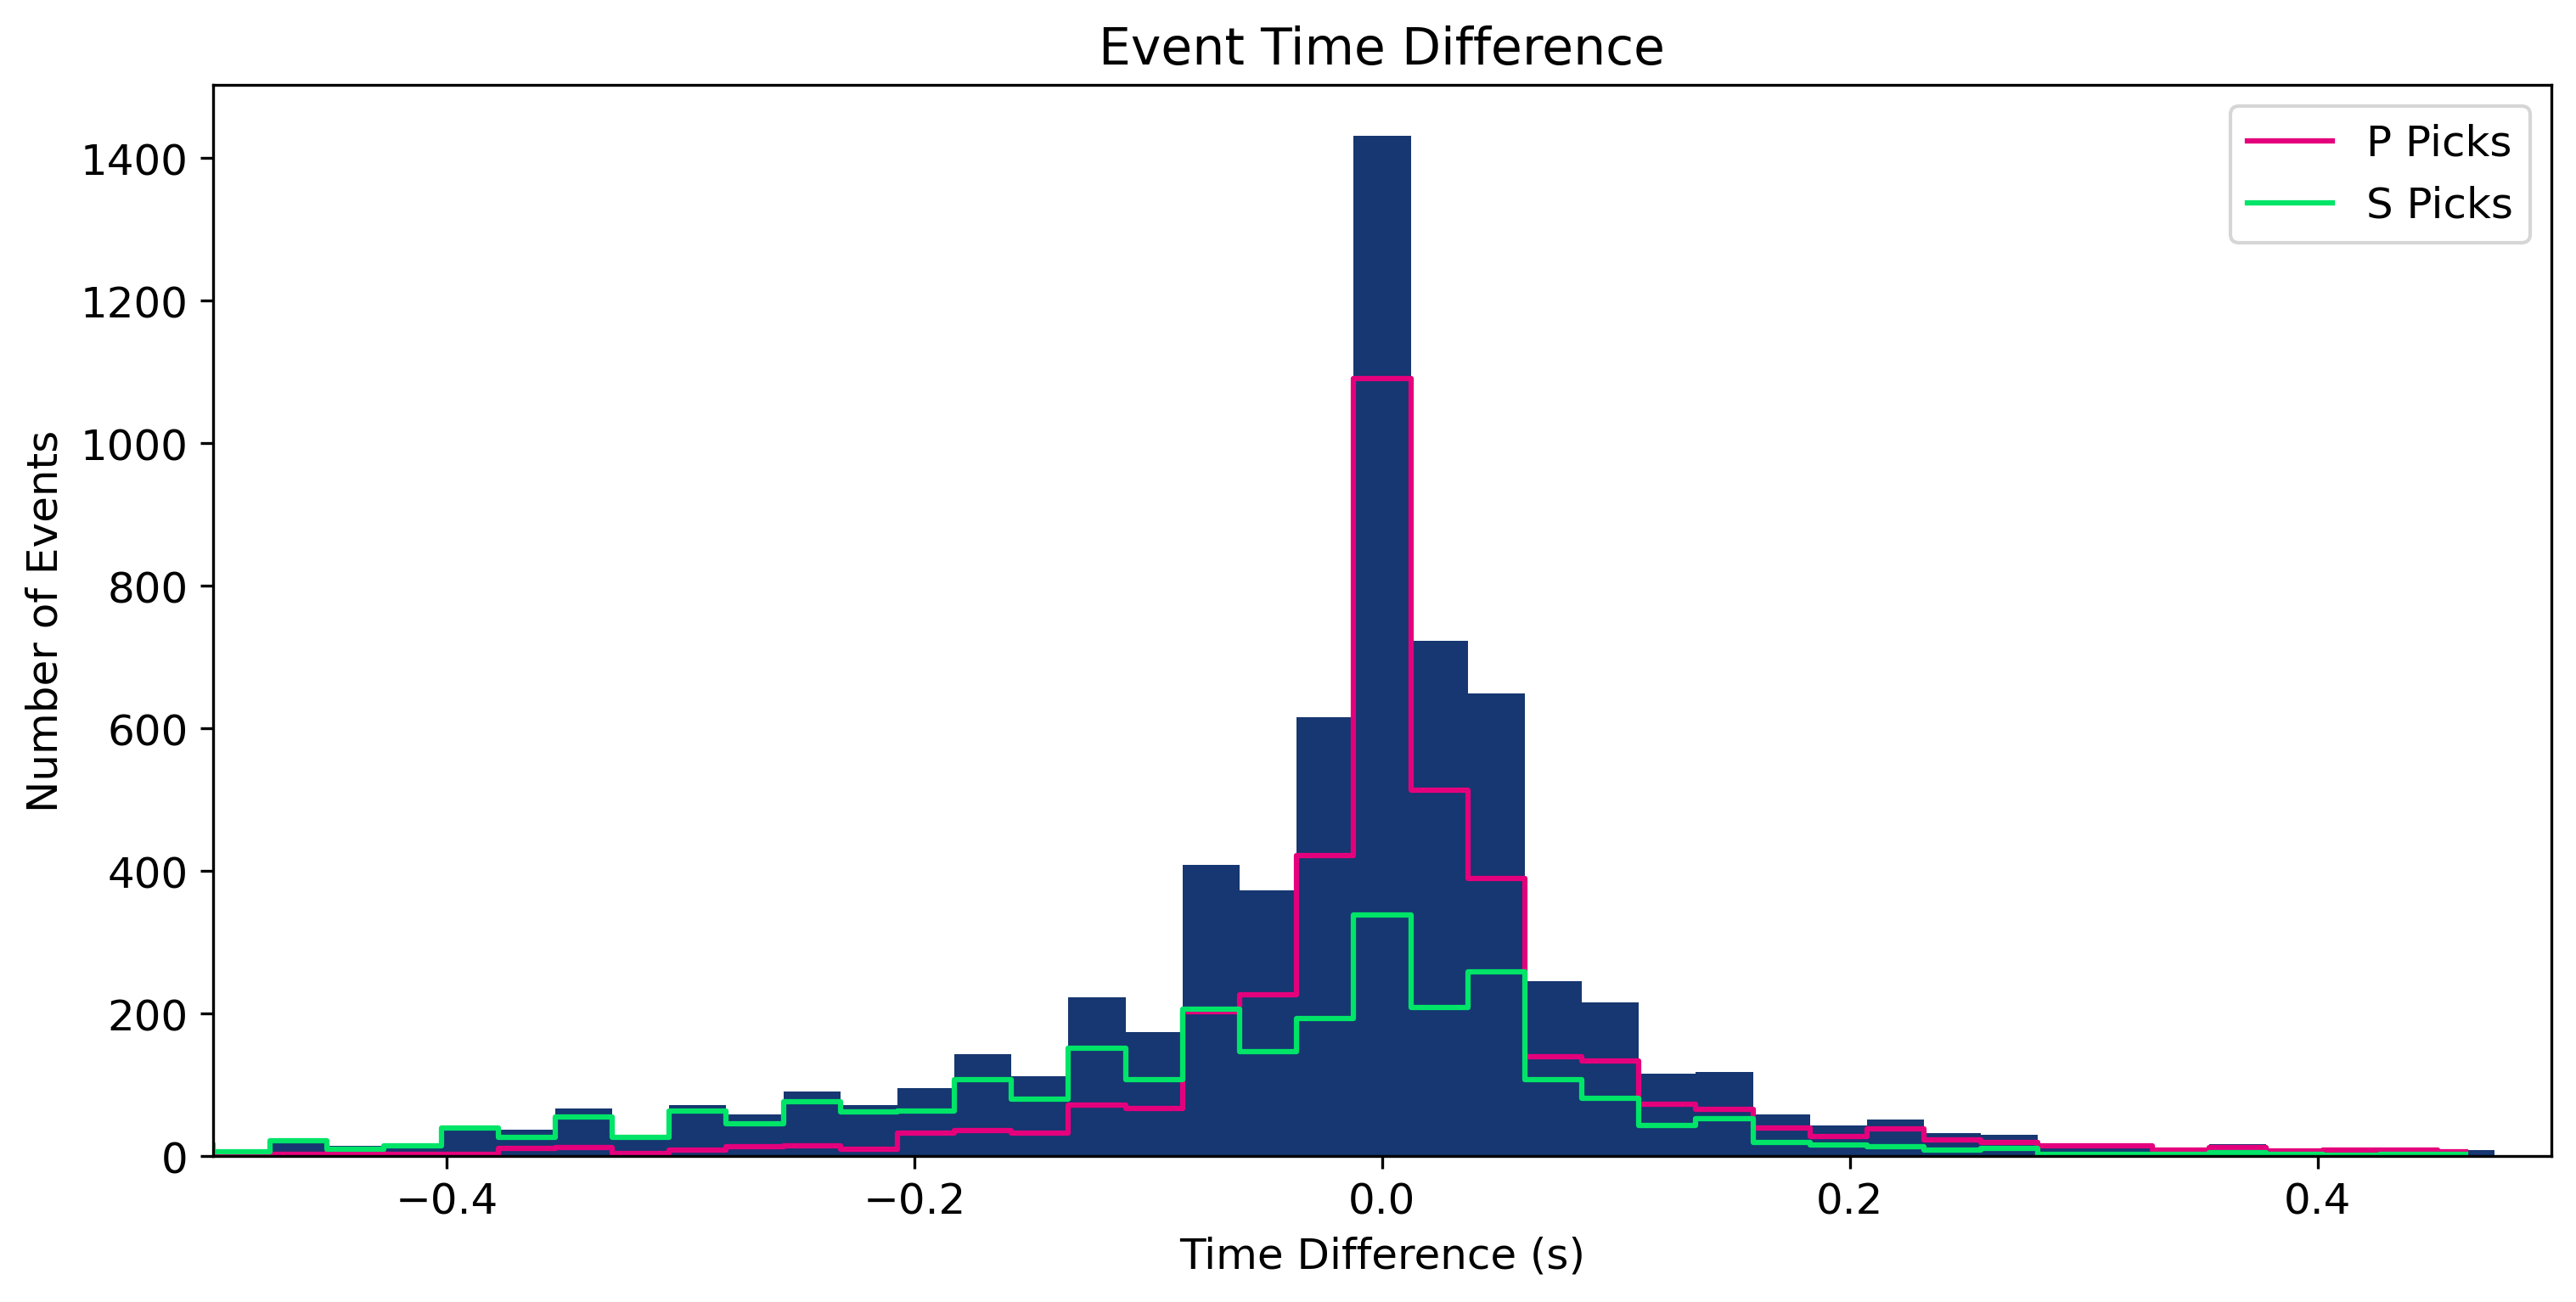 Event Time Difference
P Picks
S Picks
Number of Events
1400
1200
1000
800
600
400
200
0
−0.4 −0.2 0.0 0.2 0.4
Time Difference (s)